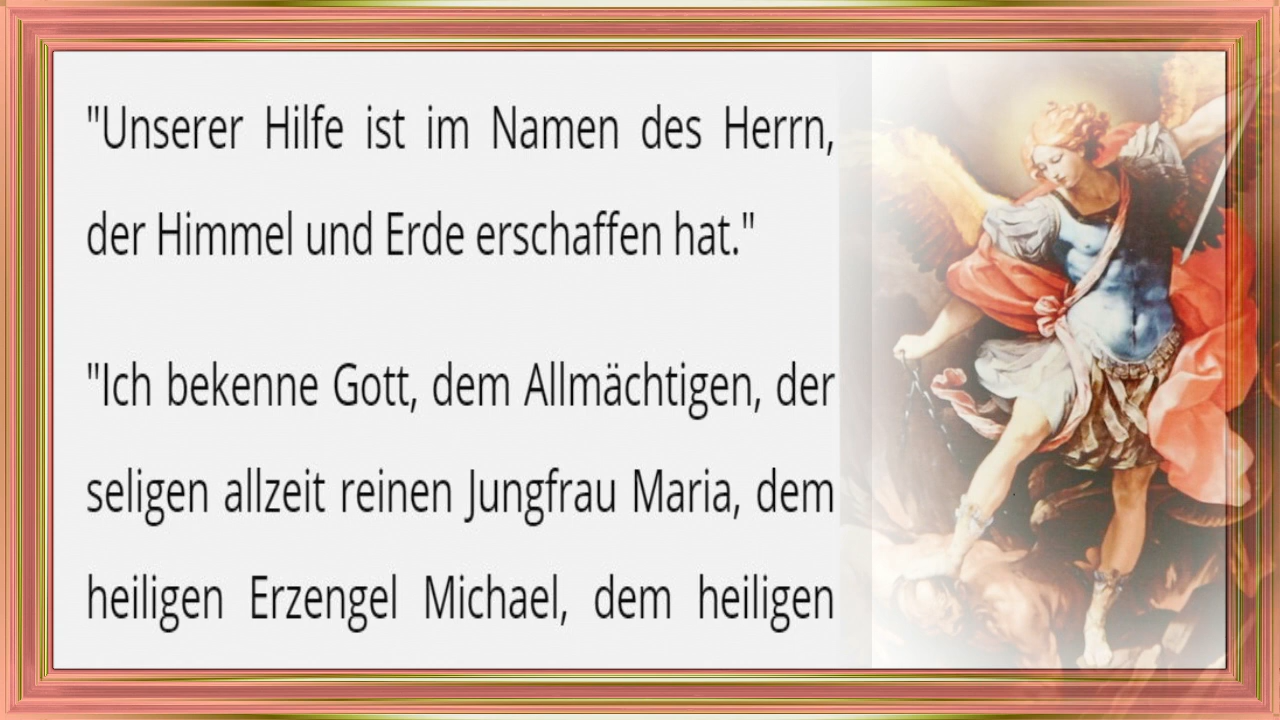 "Unserer Hilfe ist im Namen des Herrn,
der Himmel und Erde erschaffen hat."
"Ich bekenne Gott, dem Allmächtigen, der
seligen allzeit reinen Jungfrau Maria, dem
heiligen Erzengel Michael, dem heiligen